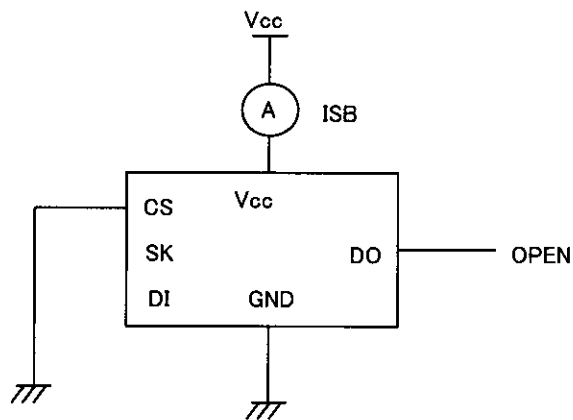 Vcc
A
ISB
CS
Vcc
SK
DO
OPEN
DI
GND